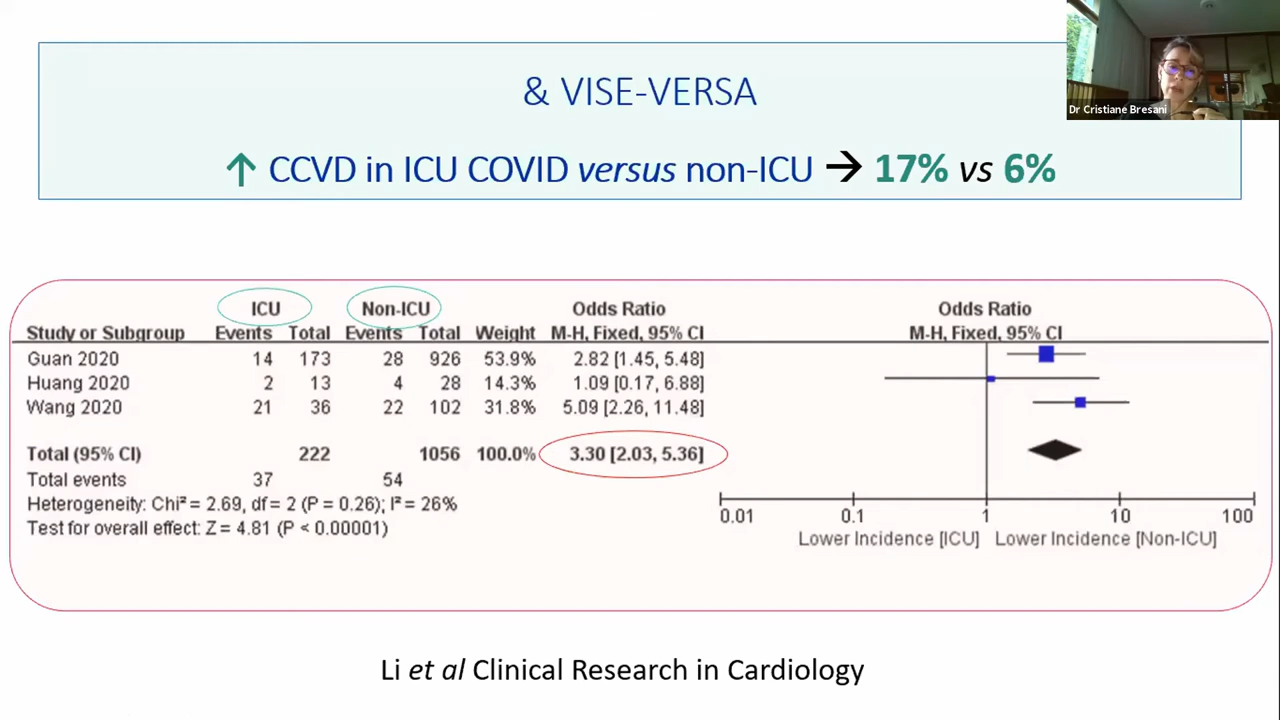 & VISE-VERSA
Dr Cristiane Bresani
↑ CCVD in ICU COVID versus non-ICU → 17% vs 6%
ICU Non-ICU Odds Ratio Odds Ratio
Study or Subgroup Events Total Events Total Weight M-H, Fixed, 95% CI M-H, Fixed, 95% CI
Guan 2020 14 173 28 926 53.9% 2.82 [1.45, 5.48]
Huang 2020 2 13 4 28 14.3% 1.09 [0.17, 6.88]
Wang 2020 21 36 22 102 31.8% 5.09 [2.26, 11.48]
Total (95% CI) 222 1056 100.0% 3.30 [2.03, 5.36]
Total events 37 54
Heterogeneity: Chi² = 2.69, df = 2 (P = 0.26); I² = 26%
Test for overall effect: Z = 4.81 (P < 0.00001)
0.01 0.1 1 10 100
Lower Incidence [ICU] Lower Incidence [Non-ICU]
Li et al Clinical Research in Cardiology